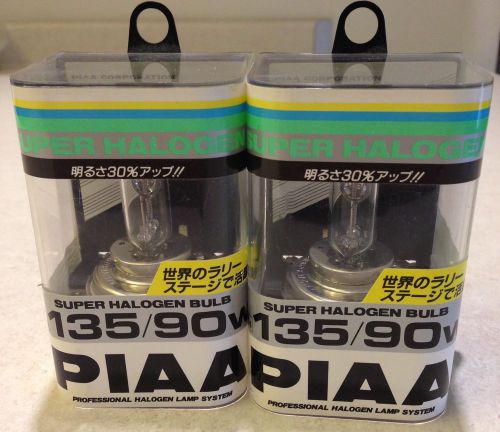 PIAA CORPORATION
SUPER HALOGEN
明るさ30%アップ!!
世界のラリー
ステージで活
SUPER HALOGEN BULB
135/90w
PIAA
PROFESSIONAL HALOGEN LAMP SYSTEM
PIAA CORPORATION
SUPER HALOGEN
明るさ30%アップ!!
世界のラリー
ステージで活
SUPER HALOGEN BULB
135/90w
PIAA
PROFESSIONAL HALOGEN LAMP SYSTEM